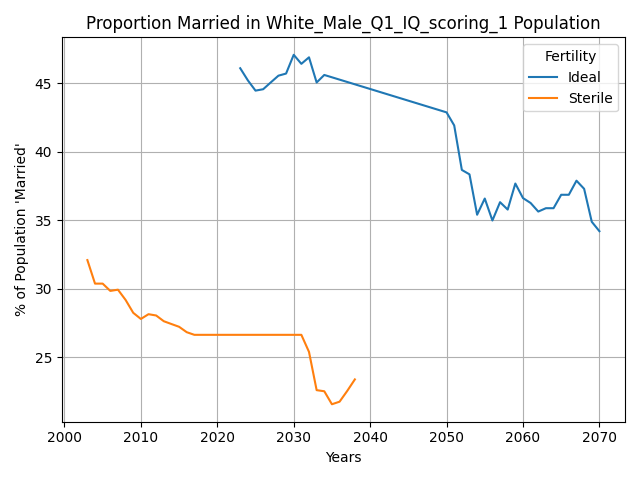 Proportion Married in White_Male_Q1_IQ_scoring_1 Population
Fertility
Ideal
Sterile
% of Population 'Married'
45
40
35
30
25
2000 2010 2020 2030 2040 2050 2060 2070
Years